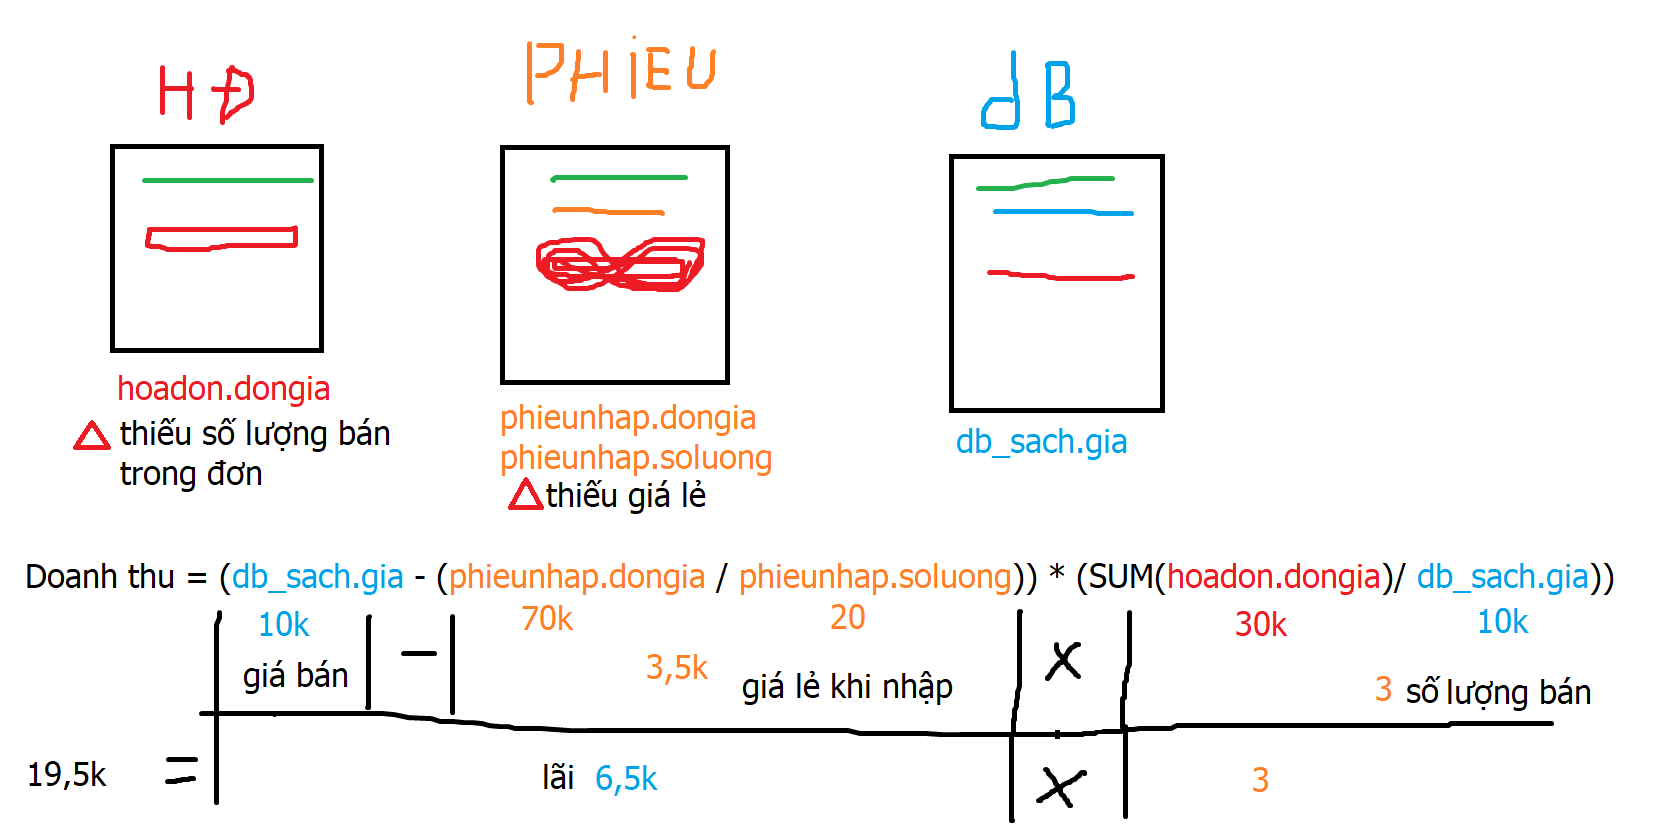 HĐ
PHiEU
dB
hoadon.dongia
thiếu số lượng bán
trong đơn
phieunhap.dongia
phieunhap.soluong
thiếu giá lẻ
db_sach.gia
Doanh thu = (db_sach.gia - (phieunhap.dongia / phieunhap.soluong)) * (SUM(hoadon.dongia)/ db_sach.gia))
10k 70k 20 30k 10k
giá bán - 3,5k giá lẻ khi nhập x 3 số lượng bán
19,5k = lãi 6,5k x 3